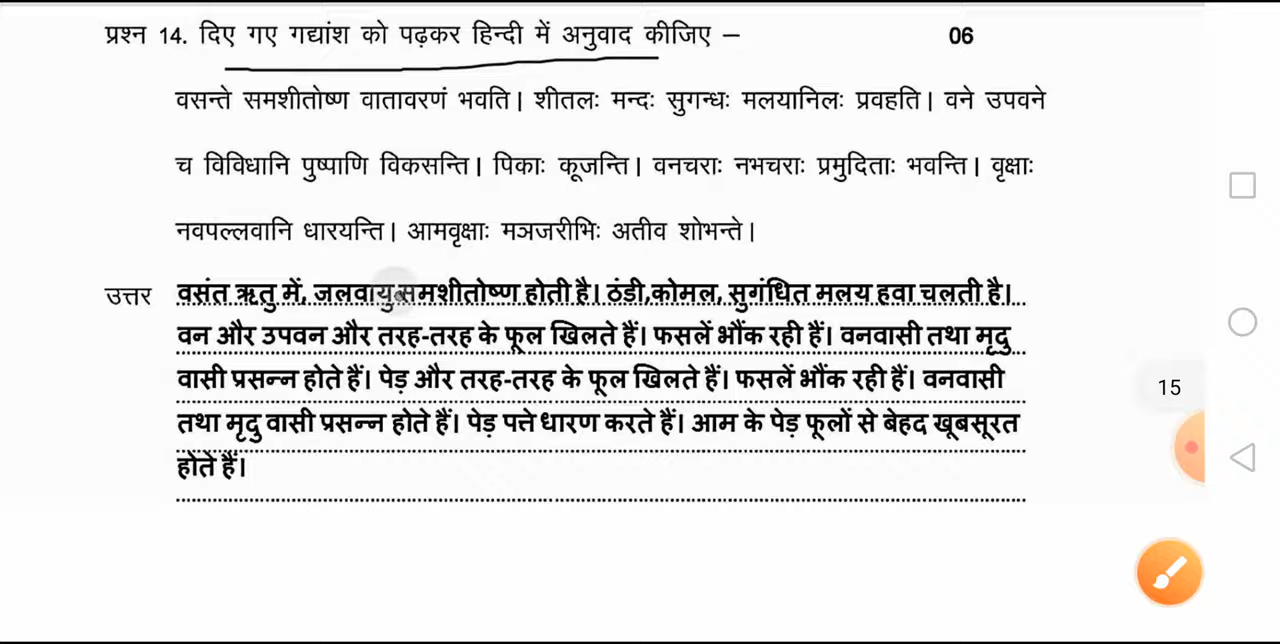 प्रश्न 14. दिए गए गद्यांश को पढ़कर हिन्दी में अनुवाद कीजिए – 06
वसन्ते समशीतोष्ण वातावरणं भवति। शीतलः मन्दः सुगन्धः मलयानिलः प्रवहति। वने उपवने
च विविधानि पुष्पाणि विकसन्ति। पिकाः कूजन्ति। वनचराः नभचराः प्रमुदिताः भवन्ति। वृक्षाः
नवपल्लवानि धारयन्ति। आमवृक्षाः मञजरीभिः अतीव शोभन्ते।
उत्तर वसंत ऋतु में, जलवायु समशीतोष्ण होती है। ठंडी,कोमल, सुगंधित मलय हवा चलती है।
वन और उपवन और तरह-तरह के फूल खिलते हैं। फसलें भौंक रही हैं। वनवासी तथा मृदु
वासी प्रसन्न होते हैं। पेड़ और तरह-तरह के फूल खिलते हैं। फसलें भौंक रही हैं। वनवासी
तथा मृदु वासी प्रसन्न होते हैं। पेड़ पत्ते धारण करते हैं। आम के पेड़ फूलों से बेहद खूबसूरत
होते हैं।
15